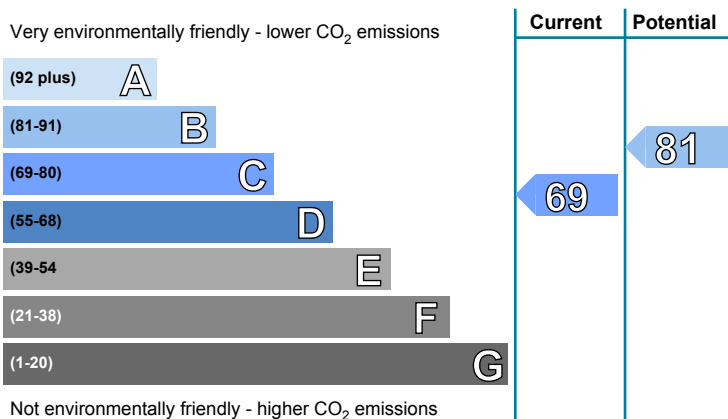 Current Potential
Very environmentally friendly - lower CO2 emissions
(92 plus) A
(81-91) B
81
(69-80) C
69
(55-68) D
(39-54 E
(21-38) F
(1-20) G
Not environmentally friendly - higher CO2 emissions